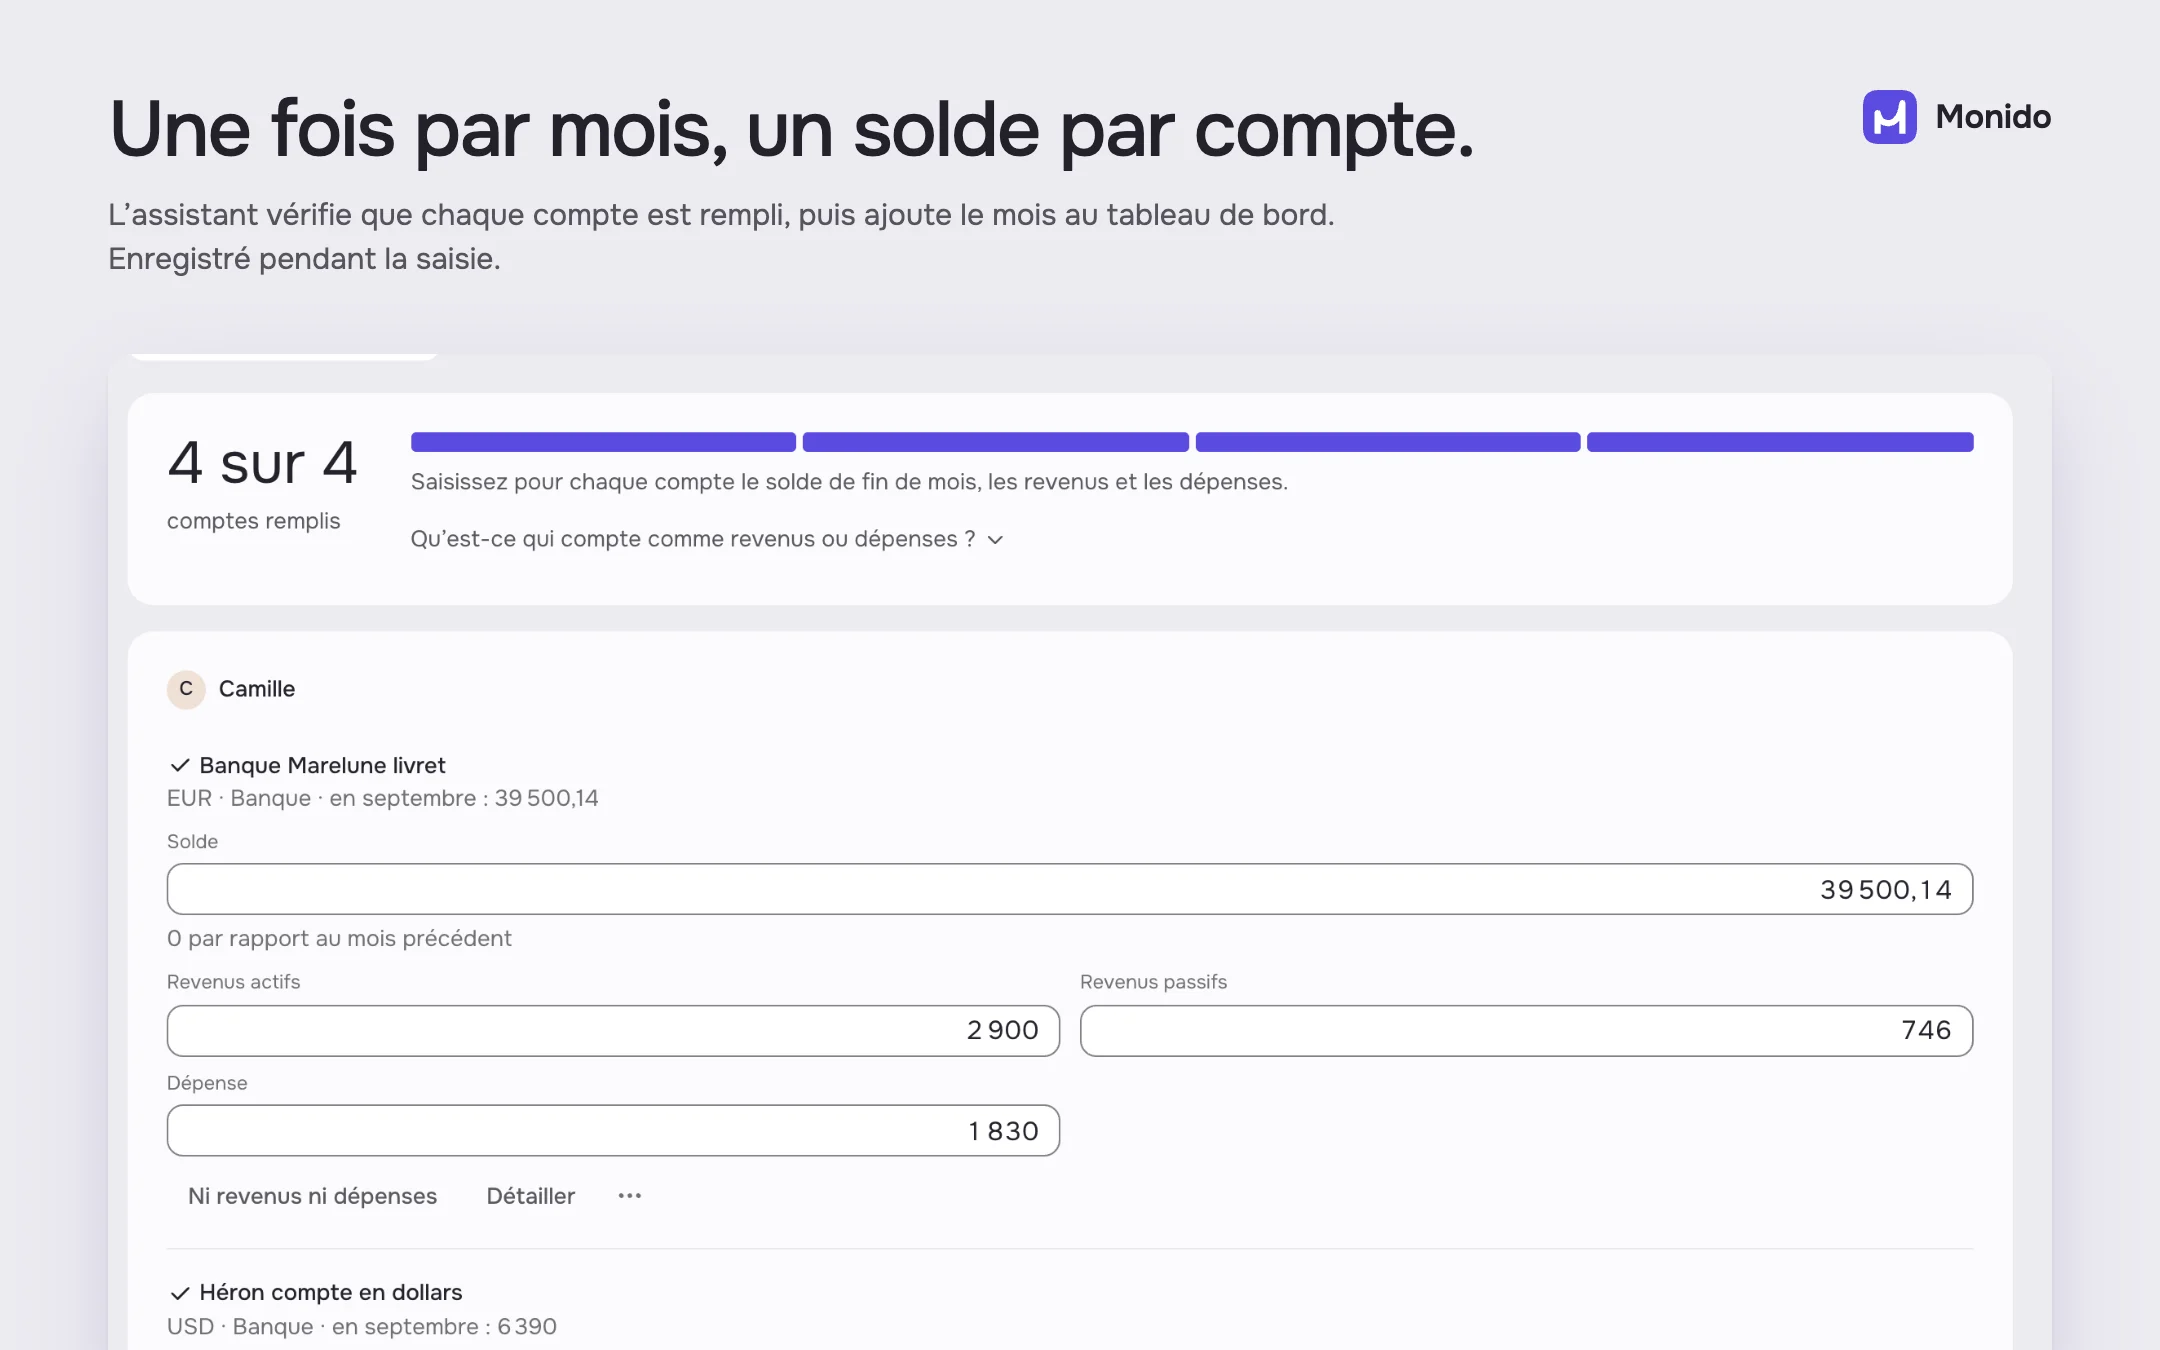 Une fois par mois, un solde par compte.
Monido
L’assistant vérifie que chaque compte est rempli, puis ajoute le mois au tableau de bord.
Enregistré pendant la saisie.
4 sur 4
comptes remplis
Saisissez pour chaque compte le solde de fin de mois, les revenus et les dépenses.
Qu’est-ce qui compte comme revenus ou dépenses ?
C Camille
Banque Marelune livret
EUR · Banque · en septembre : 39 500,14
Solde
39 500,14
0 par rapport au mois précédent
Revenus actifs
2 900
Revenus passifs
746
Dépense
1 830
Ni revenus ni dépenses Détailler ···
Héron compte en dollars
USD · Banque · en septembre : 6 390